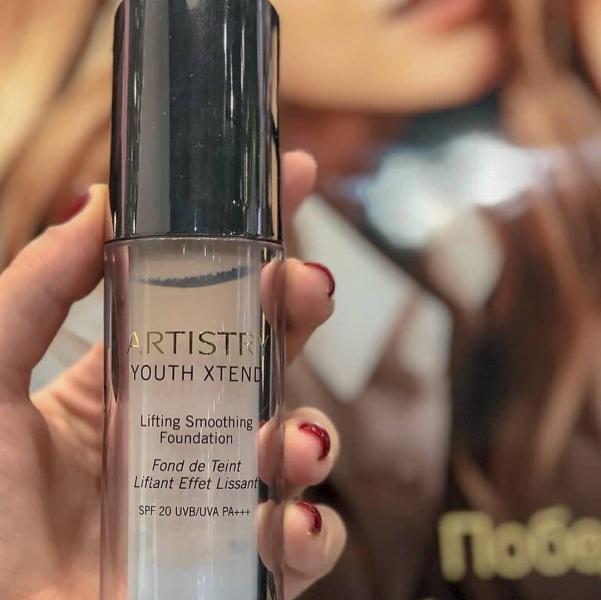 ARTISTRY
YOUTH XTEND
Lifting Smoothing
Foundation
Fond de Teint
Liftant Effet Lissant
SPF 20 UVB/UVA PA+++